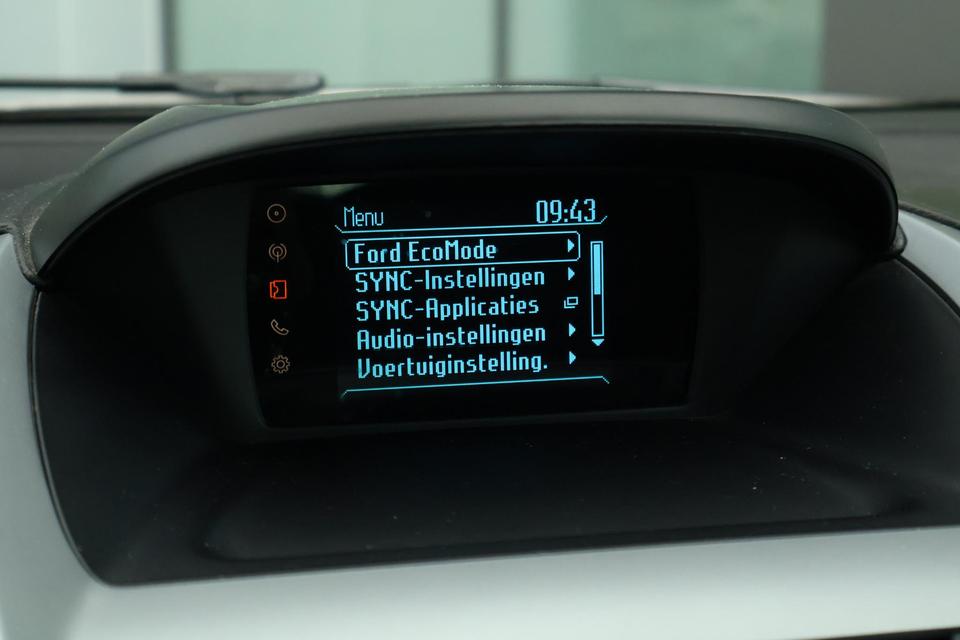 Menu 09:43
Ford EcoMode
SYNC-Instellingen
SYNC-Applicaties
Audio-instellingen
Voertuiginstelling.